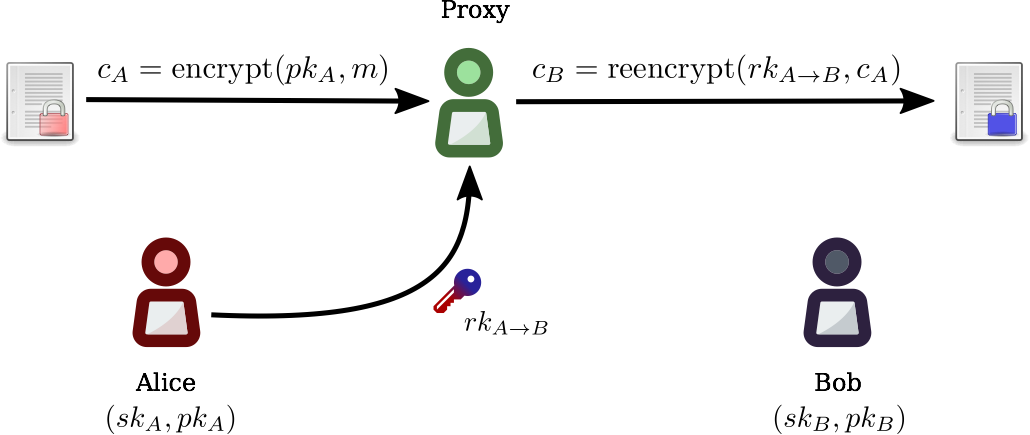 Proxy
c_A = encrypt(pk_A, m)
c_B = reencrypt(rk_{A→B}, c_A)
rk_{A→B}
Alice
(sk_A, pk_A)
Bob
(sk_B, pk_B)